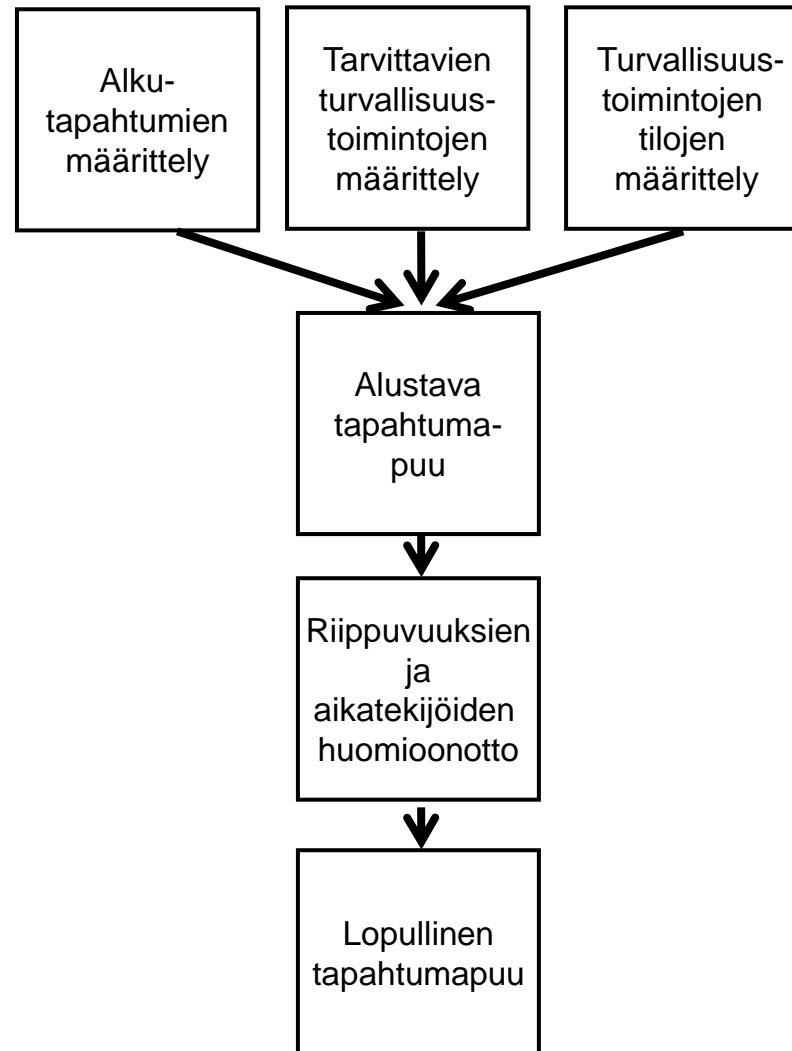 Alku-
tapahtumien
määrittely
Tarvittavien
turvallisuus-
toimintojen
määrittely
Turvallisuus-
toimintojen
tilojen
määrittely
Alustava
tapahtuma-
puu
Riippuvuuksien
ja
aikatekijöiden
huomioonotto
Lopullinen
tapahtumapuu